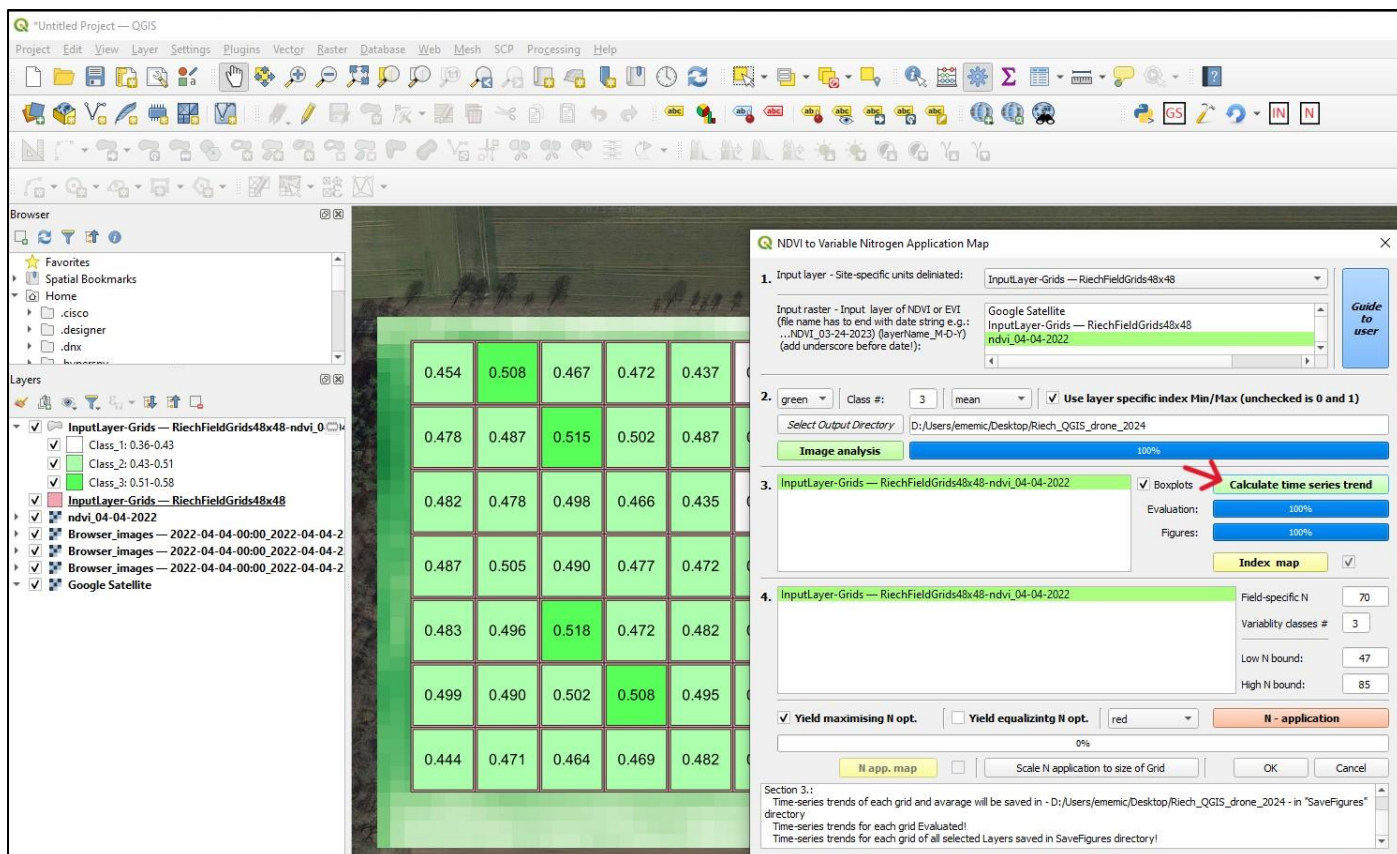 *Untitled Project — QGIS
Project Edit View Layer Settings Plugins Vector Raster Database Web Mesh SCP Processing Help
abc abc abc abc abc abc
GS IN N
Browser
Favorites
Spatial Bookmarks
Home
.cisco
.designer
.dnx
Layers
InputLayer-Grids — RiechFieldGrids48x48-ndvi_0
Class_1: 0.36-0.43
Class_2: 0.43-0.51
Class_3: 0.51-0.58
InputLayer-Grids — RiechFieldGrids48x48
ndvi_04-04-2022
Browser_images — 2022-04-04-00:00_2022-04-04-2
Browser_images — 2022-04-04-00:00_2022-04-04-2
Browser_images — 2022-04-04-00:00_2022-04-04-2
Google Satellite
0.454 0.508 0.467 0.472 0.437
0.478 0.487 0.515 0.502 0.487
0.482 0.478 0.498 0.466 0.435
0.487 0.505 0.490 0.477 0.472
0.483 0.496 0.518 0.472 0.482
0.499 0.490 0.502 0.508 0.495
0.444 0.471 0.464 0.469 0.482
NDVI to Variable Nitrogen Application Map
1. Input layer - Site-specific units deliniated: InputLayer-Grids — RiechFieldGrids48x48
Input raster - Input layer of NDVI or EVI
(file name has to end with date string e.g.:
...NDVI_03-24-2023) (layerName_M-D-Y)
(add underscore before date!):
Google Satellite
InputLayer-Grids — RiechFieldGrids48x48
ndvi_04-04-2022
Guide
to
user
2. green Class #: 3 mean Use layer specific index Min/Max (unchecked is 0 and 1)
Select Output Directory D:/Users/ememic/Desktop/Riech_QGIS_drone_2024
Image analysis 100%
3. InputLayer-Grids — RiechFieldGrids48x48-ndvi_04-04-2022 Boxplots Calculate time series trend
Evaluation: 100%
Figures: 100%
Index map
4. InputLayer-Grids — RiechFieldGrids48x48-ndvi_04-04-2022 Field-specific N 70
Variablity classes # 3
Low N bound: 47
High N bound: 85
Yield maximising N opt. Yield equalizintg N opt. red N - application
0%
N app. map Scale N application to size of Grid OK Cancel
Section 3.:
Time-series trends of each grid and avarage will be saved in - D:/Users/ememic/Desktop/Riech_QGIS_drone_2024 - in "SaveFigures"
directory
Time-series trends for each grid Evaluated!
Time-series trends for each grid of all selected Layers saved in SaveFigures directory!